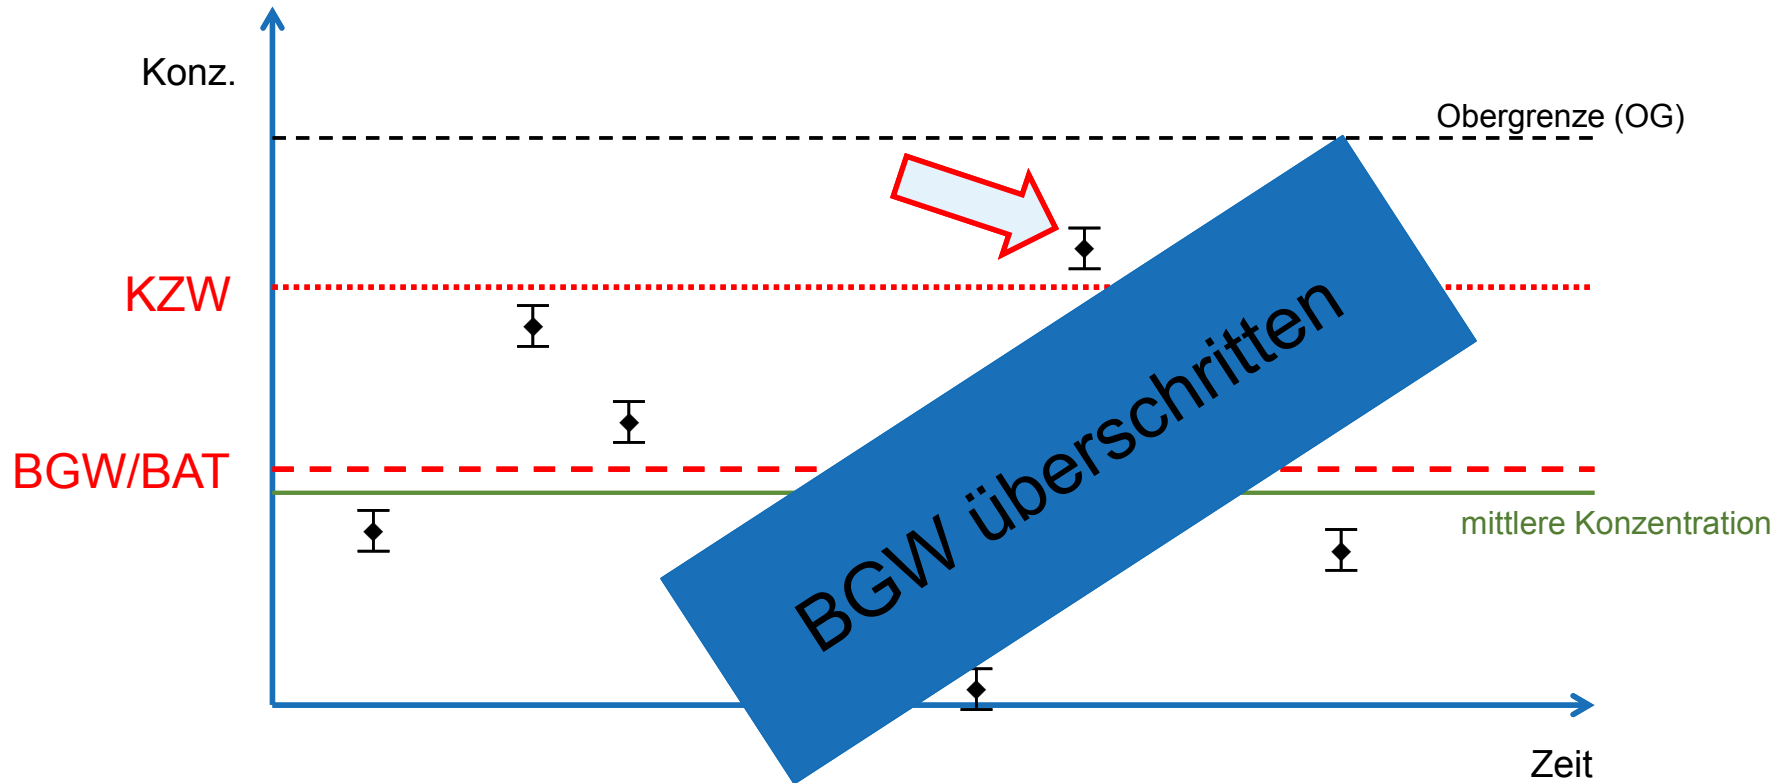 Konz.
Obergrenze (OG)
KZW
BGW/BAT
BGW überschritten
mittlere Konzentration
Zeit